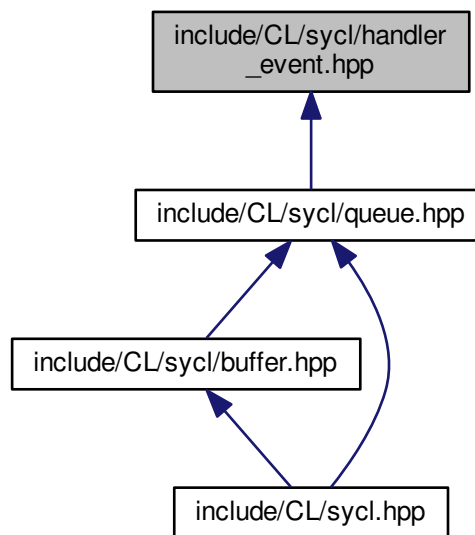 include/CL/sycl/handler
_event.hpp
include/CL/sycl/queue.hpp
include/CL/sycl/buffer.hpp
include/CL/sycl.hpp